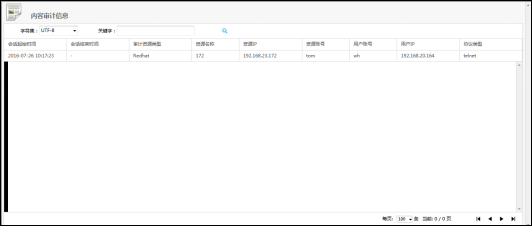 内容审计信息
字符集： UTF-8 关键字：
会话起始时间 会话结束时间 审计资源类型 资源名称 资源IP 资源账号 用户账号 用户IP 协议类型
2016-07-26 10:17:23 - Redhat 172 192.168.23.172 tom wh 192.168.20.164 telnet
每页: 100 条 当前: 0 / 0 页